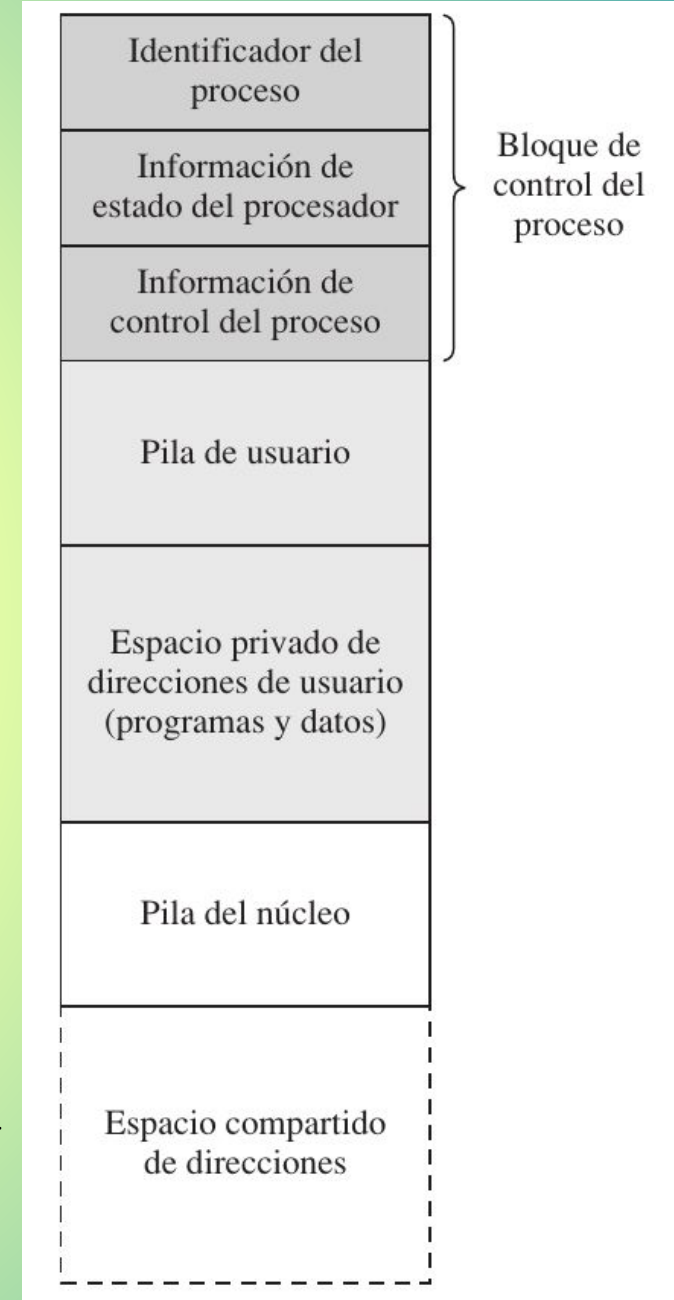 Identificador del
proceso
Información de
estado del procesador
Información de
control del proceso
Bloque de
control del
proceso
Pila de usuario
Espacio privado de
direcciones de usuario
(programas y datos)
Pila del núcleo
Espacio compartido
de direcciones